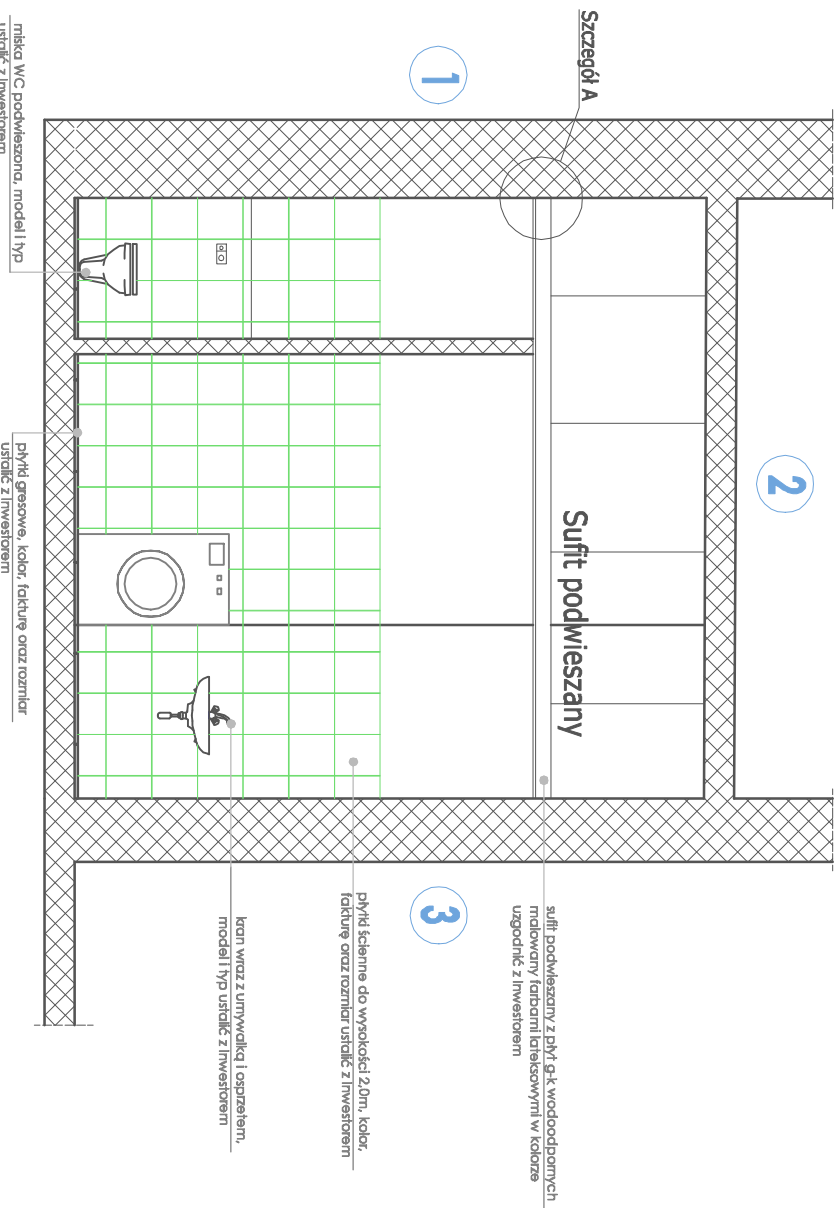 Szczegół A
1
2
3
Sufit podwieszany
sufit podwieszany z płyt g-k wodoodpornych
malowany farbami lateksowymi w kolorze
uzgodnić z inwestorem
płytki ścienne do wysokości 2,0m, kolor,
fakturę oraz rozmiar ustalić z inwestorem
kran wraz z umywalką i osprzętem,
model i typ ustalić z inwestorem
miska WC podwieszona, model i typ
ustalić z inwestorem
płytki gresowe, kolor, fakturę oraz rozmiar
ustalić z inwestorem